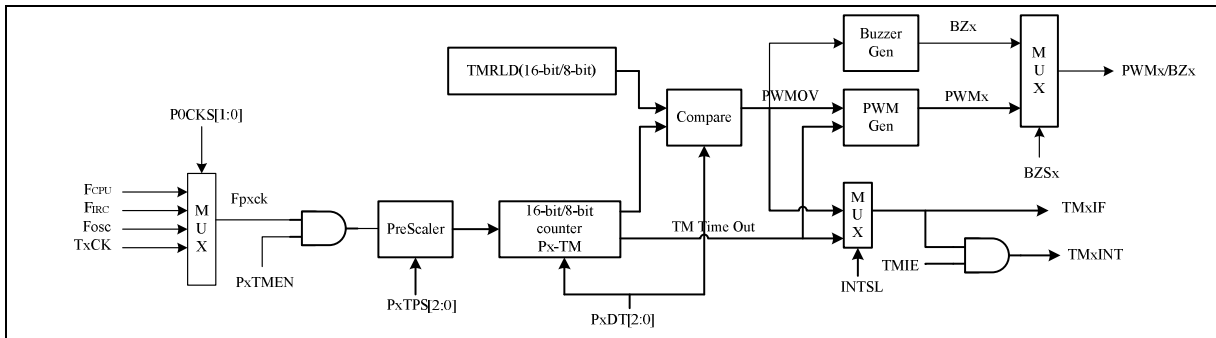 Buzzer
Gen
BZx
M
U
X
PWMx/BZx
TMRLD(16-bit/8-bit)
PWMOV
Compare
PWM
Gen
PWMx
BZSx
P0CKS[1:0]
FCPU
FIRC
Fosc
TxCK
M
U
X
Fpxck
PxTMEN
PreScaler
PxTPS[2:0]
16-bit/8-bit
counter
Px-TM
TM Time Out
PxDT[2:0]
M
U
X
INTSL
TMxIF
TMIE
TMxINT